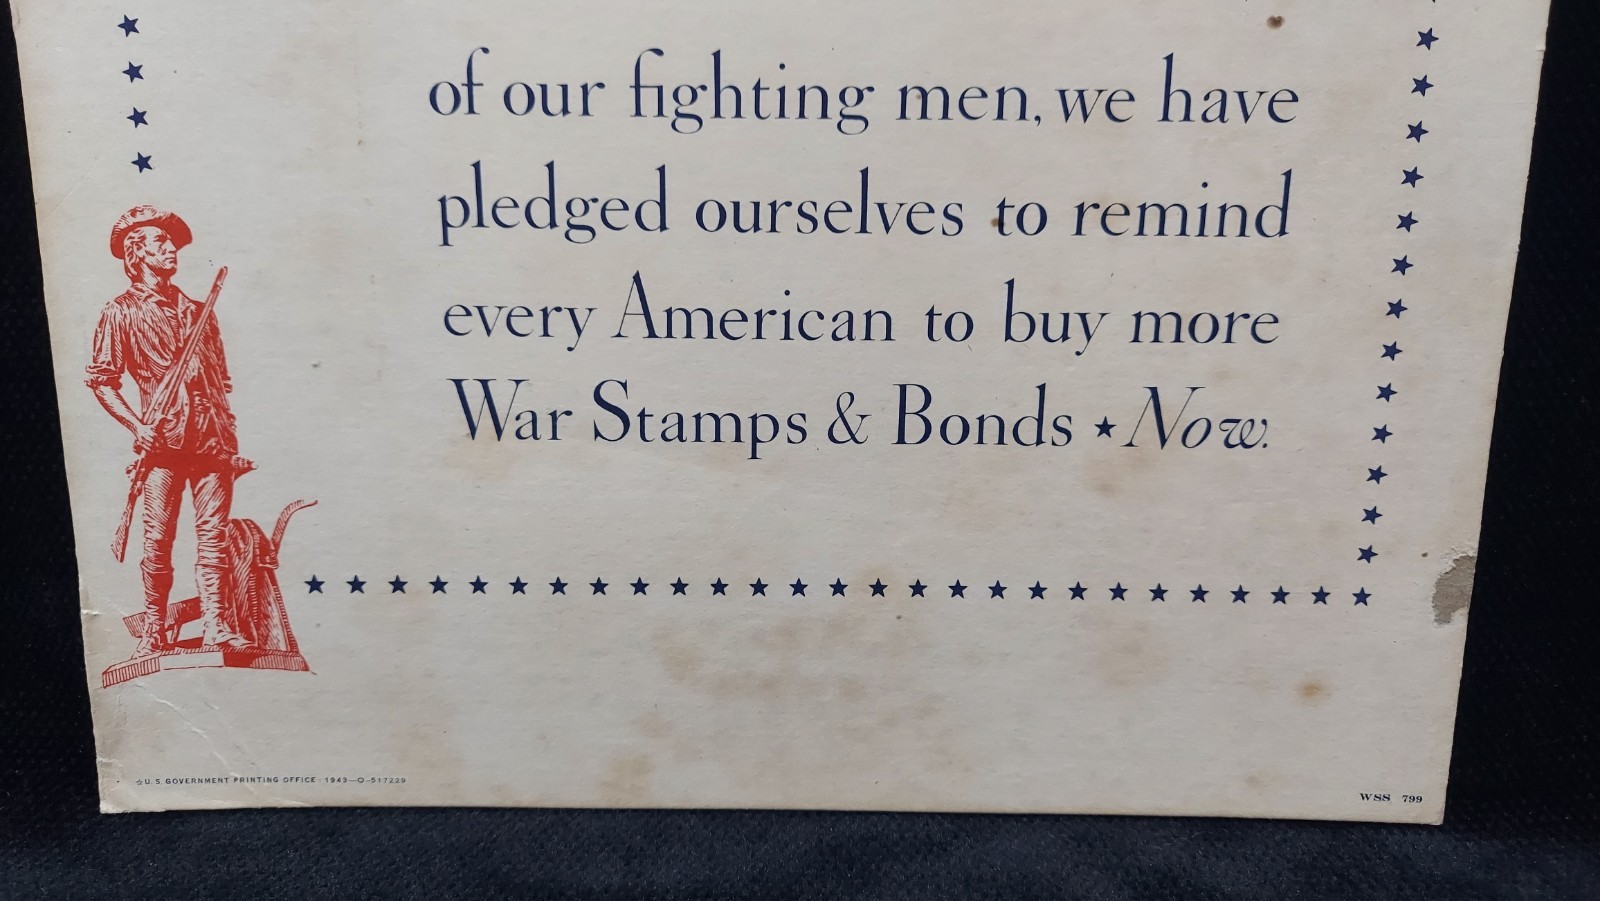 of our fighting men, we have
pledged ourselves to remind
every American to buy more
War Stamps & Bonds ★ Now.
☆U. S. GOVERNMENT PRINTING OFFICE : 1943—O-517229
WSS 799